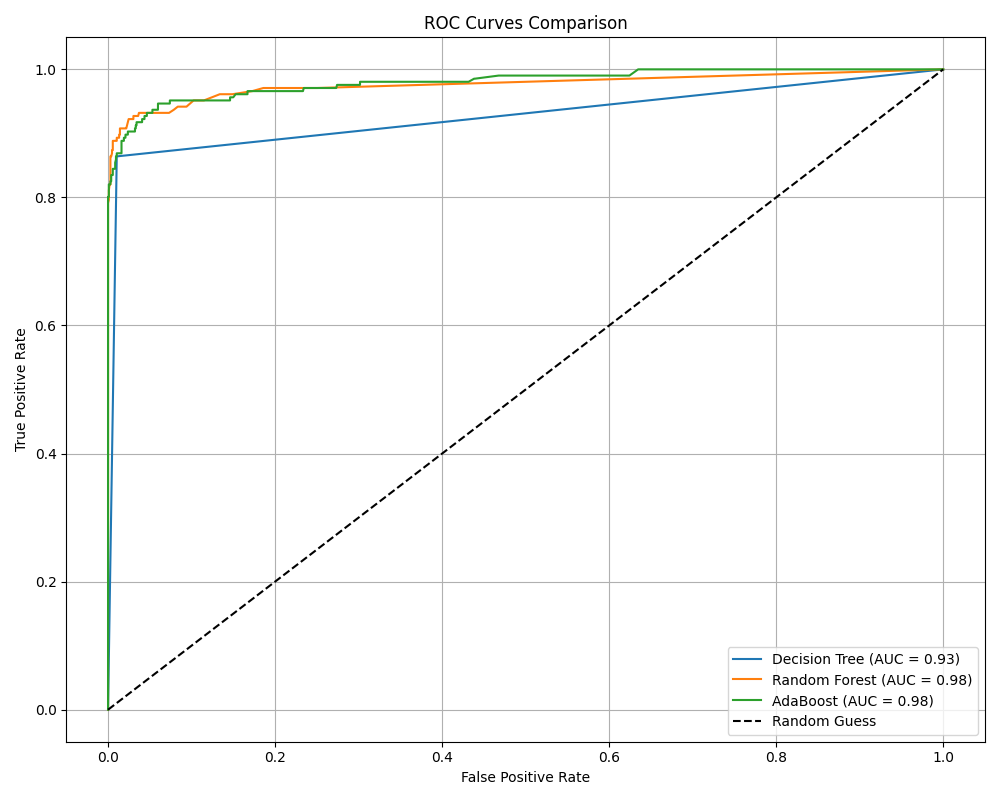 ROC Curves Comparison
True Positive Rate
1.0
0.8
0.6
0.4
0.2
0.0
0.0 0.2 0.4 0.6 0.8 1.0
False Positive Rate
Decision Tree (AUC = 0.93)
Random Forest (AUC = 0.98)
AdaBoost (AUC = 0.98)
Random Guess